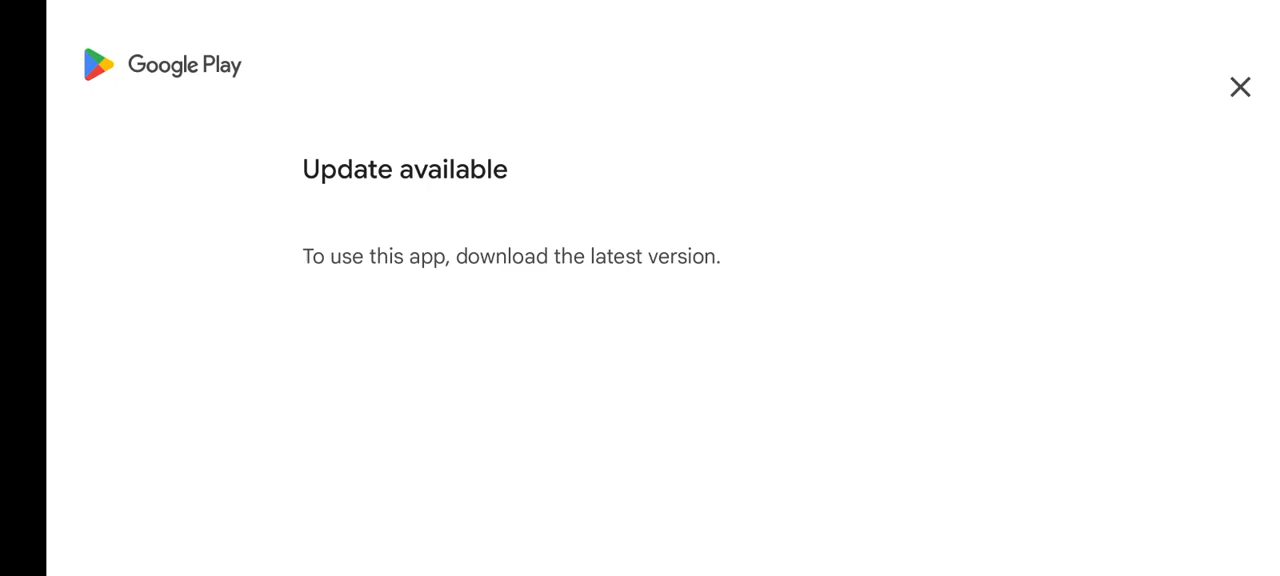 Google Play
Update available
To use this app, download the latest version.